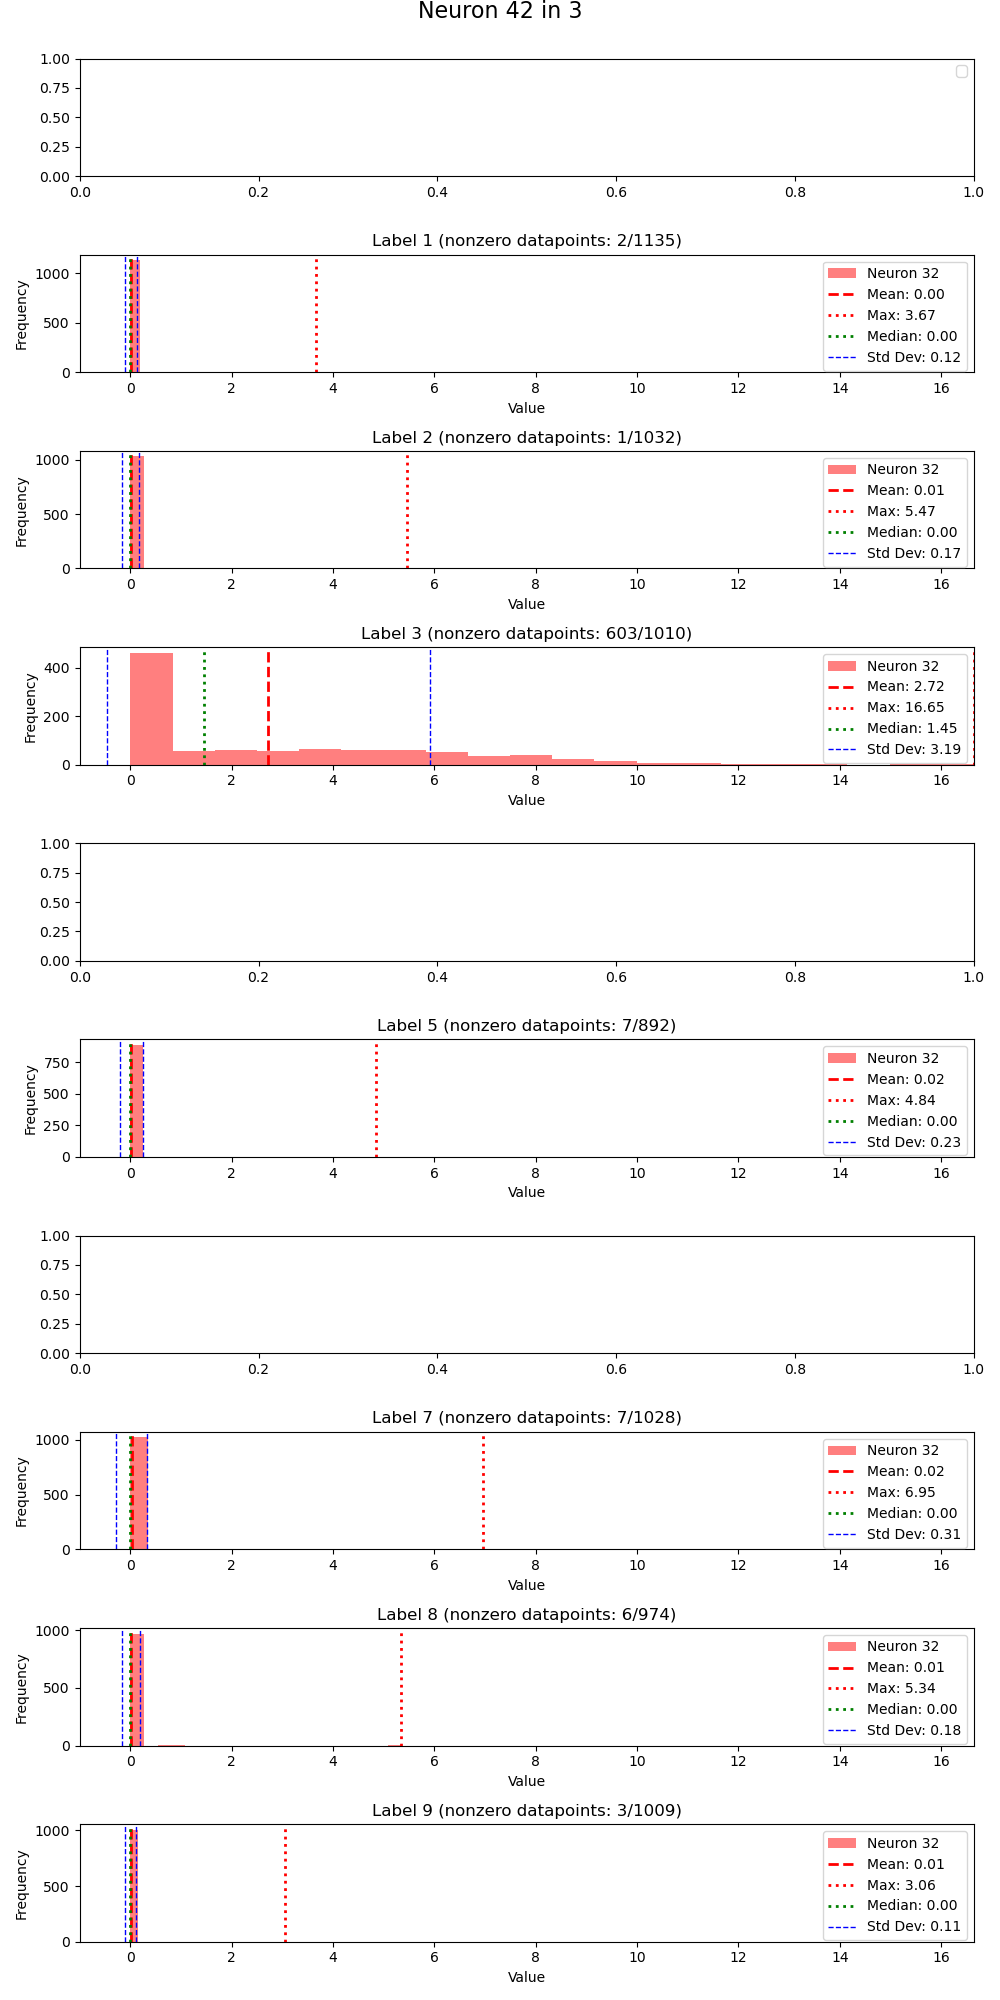 Neuron 42 in 3
1.00
0.75
0.50
0.25
0.00
0.0 0.2 0.4 0.6 0.8 1.0
Label 1 (nonzero datapoints: 2/1135)
Frequency
1000
500
0
Neuron 32
Mean: 0.00
Max: 3.67
Median: 0.00
Std Dev: 0.12
0 2 4 6 8 10 12 14 16
Value
Label 2 (nonzero datapoints: 1/1032)
Frequency
1000
500
0
Neuron 32
Mean: 0.01
Max: 5.47
Median: 0.00
Std Dev: 0.17
0 2 4 6 8 10 12 14 16
Value
Label 3 (nonzero datapoints: 603/1010)
Frequency
400
200
0
Neuron 32
Mean: 2.72
Max: 16.65
Median: 1.45
Std Dev: 3.19
0 2 4 6 8 10 12 14 16
Value
1.00
0.75
0.50
0.25
0.00
0.0 0.2 0.4 0.6 0.8 1.0
Label 5 (nonzero datapoints: 7/892)
Frequency
750
500
250
0
Neuron 32
Mean: 0.02
Max: 4.84
Median: 0.00
Std Dev: 0.23
0 2 4 6 8 10 12 14 16
Value
1.00
0.75
0.50
0.25
0.00
0.0 0.2 0.4 0.6 0.8 1.0
Label 7 (nonzero datapoints: 7/1028)
Frequency
1000
500
0
Neuron 32
Mean: 0.02
Max: 6.95
Median: 0.00
Std Dev: 0.31
0 2 4 6 8 10 12 14 16
Value
Label 8 (nonzero datapoints: 6/974)
Frequency
1000
500
0
Neuron 32
Mean: 0.01
Max: 5.34
Median: 0.00
Std Dev: 0.18
0 2 4 6 8 10 12 14 16
Value
Label 9 (nonzero datapoints: 3/1009)
Frequency
1000
500
0
Neuron 32
Mean: 0.01
Max: 3.06
Median: 0.00
Std Dev: 0.11
0 2 4 6 8 10 12 14 16
Value